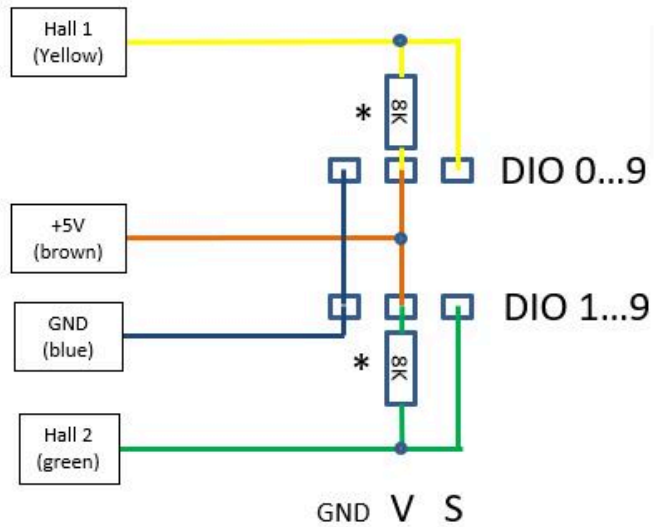 Hall 1
(Yellow)
*
8K
DIO 0...9
+5V
(brown)
DIO 1...9
GND
(blue)
*
8K
Hall 2
(green)
GND V S